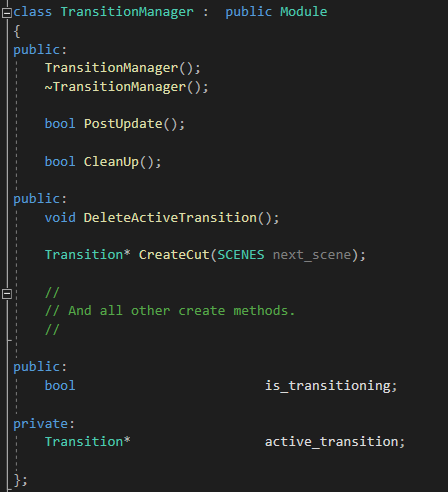 class TransitionManager :  public Module
{
public:
    TransitionManager();
    ~TransitionManager();
    bool PostUpdate();
    bool CleanUp();
public:
    void DeleteActiveTransition();
    Transition* CreateCut(SCENES next_scene);
    //
    // And all other create methods.
    //
public:
    bool                    is_transitioning;
private:
    Transition*             active_transition;
};